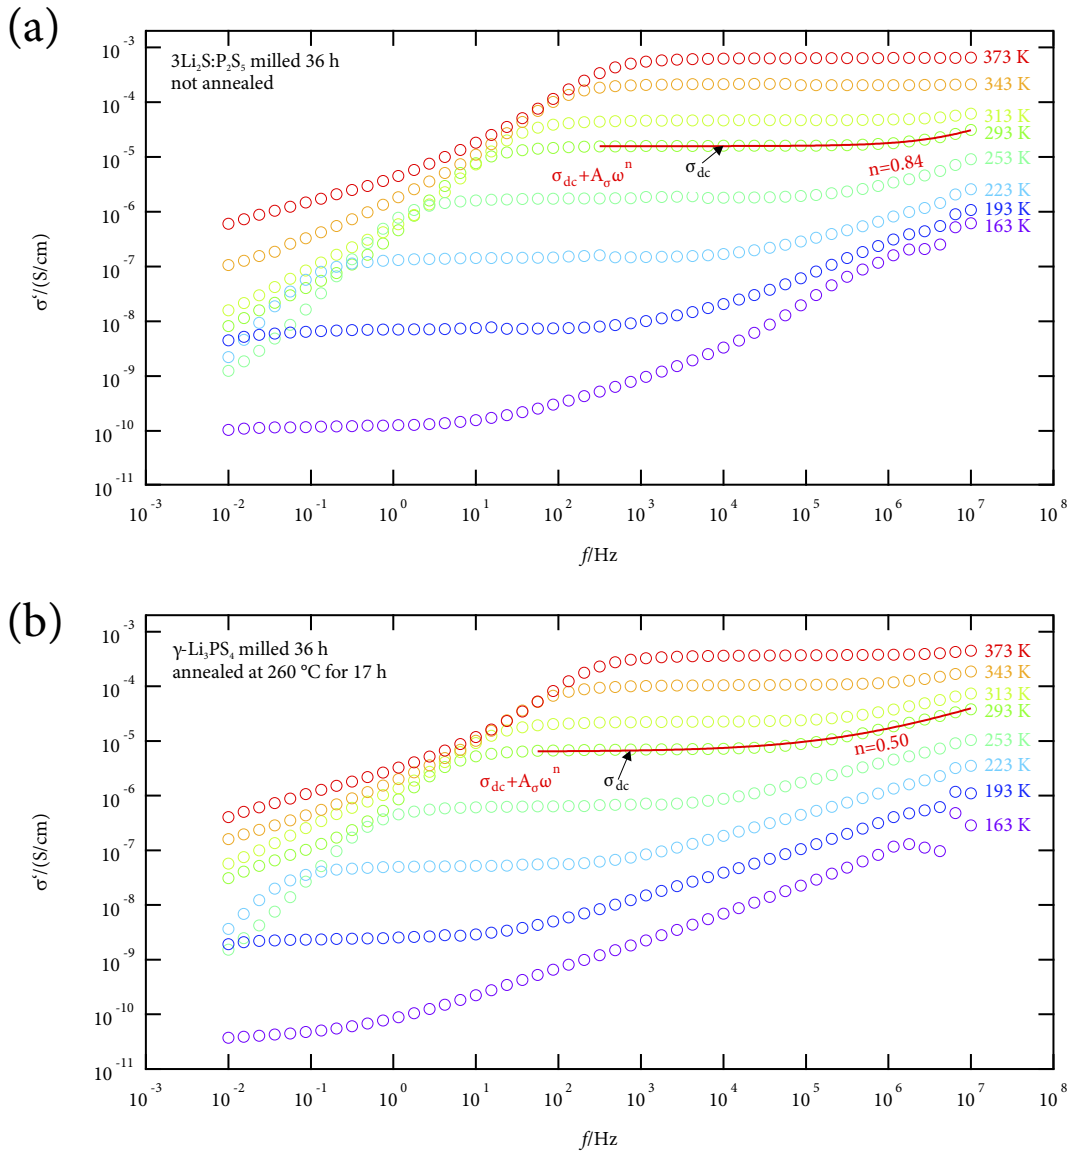 (a)
3Li₂S:P₂S₅ milled 36 h
not annealed
10⁻³
10⁻⁴
10⁻⁵
10⁻⁶
10⁻⁷
10⁻⁸
10⁻⁹
10⁻¹⁰
10⁻¹¹
σ‘/(S/cm)
373 K
343 K
313 K
293 K
253 K
223 K
193 K
163 K
σdc+Aσωⁿ
σdc
n=0.84
10⁻³ 10⁻² 10⁻¹ 10⁰ 10¹ 10² 10³ 10⁴ 10⁵ 10⁶ 10⁷ 10⁸
f/Hz
(b)
γ-Li₃PS₄ milled 36 h
annealed at 260 °C for 17 h
10⁻³
10⁻⁴
10⁻⁵
10⁻⁶
10⁻⁷
10⁻⁸
10⁻⁹
10⁻¹⁰
10⁻¹¹
σ‘/(S/cm)
373 K
343 K
313 K
293 K
253 K
223 K
193 K
163 K
σdc+Aσωⁿ
σdc
n=0.50
10⁻³ 10⁻² 10⁻¹ 10⁰ 10¹ 10² 10³ 10⁴ 10⁵ 10⁶ 10⁷ 10⁸
f/Hz